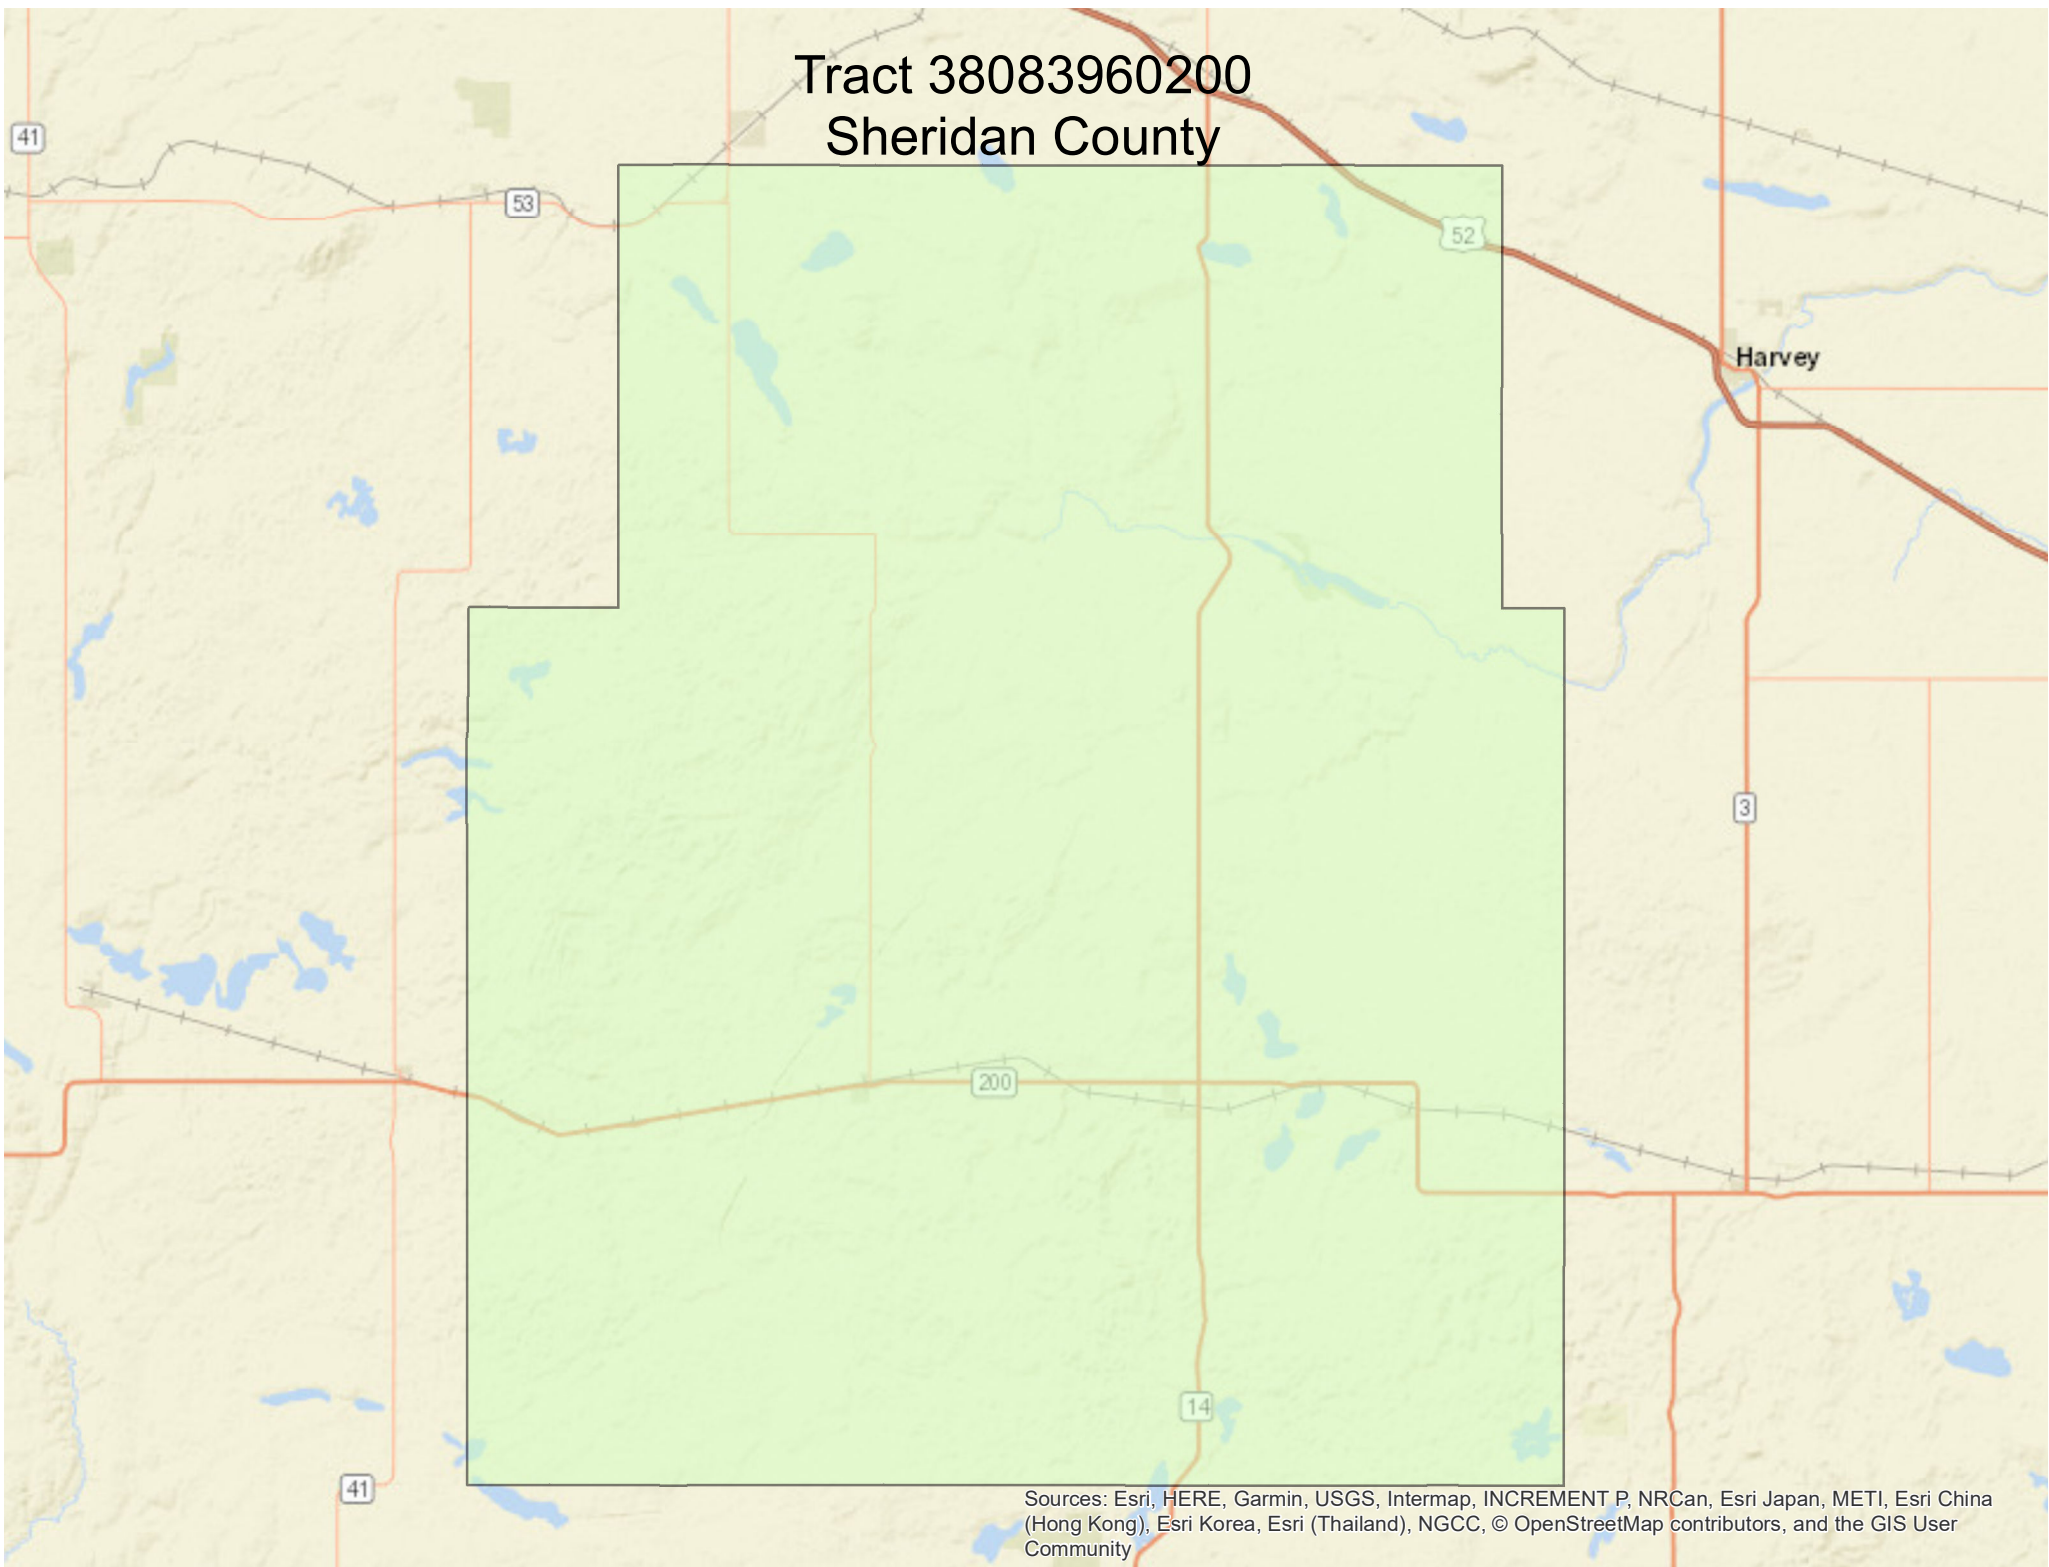 Tract 38083960200
Sheridan County
41
53
52
Harvey
3
200
14
41
Sources: Esri, HERE, Garmin, USGS, Intermap, INCREMENT P, NRCan, Esri Japan, METI, Esri China
(Hong Kong), Esri Korea, Esri (Thailand), NGCC, © OpenStreetMap contributors, and the GIS User
Community